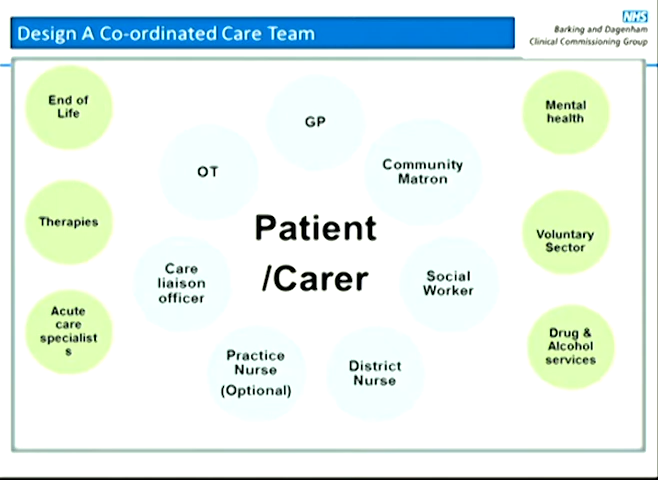 Design A Co-ordinated Care Team
NHS
Barking and Dagenham
Clinical Commissioning Group
End of
Life
GP
Mental
health
OT
Community
Matron
Therapies
Patient
/Carer
Voluntary
Sector
Care
liaison
officer
Social
Worker
Acute
care
specialist
s
Practice
Nurse
(Optional)
District
Nurse
Drug &
Alcohol
services